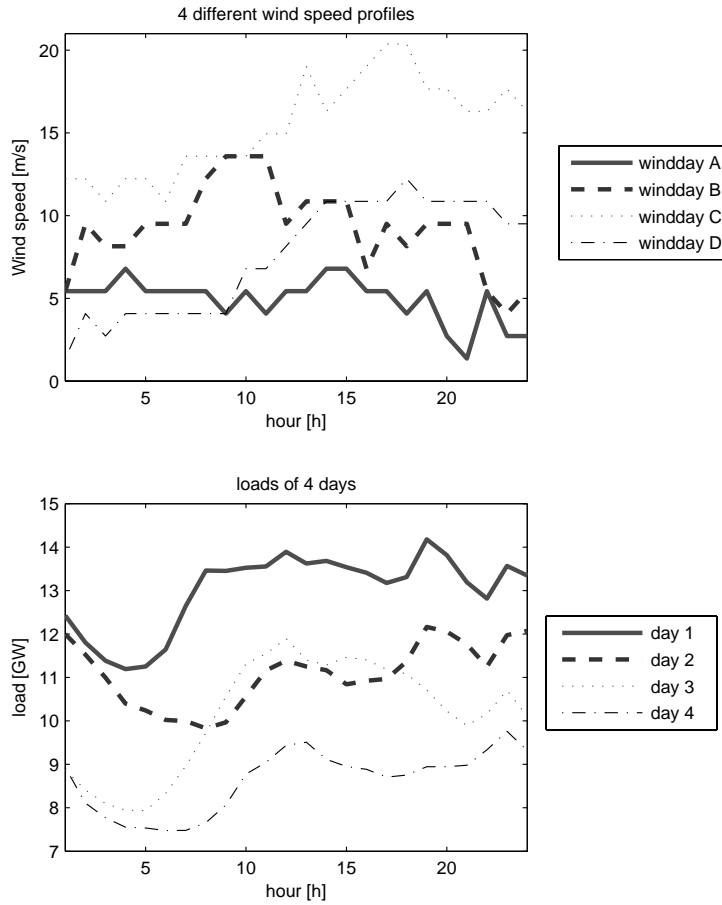 4 different wind speed profiles
Wind speed [m/s]
20
15
10
5
0
5
10
15
20
hour [h]
windday A
windday B
windday C
windday D
loads of 4 days
load [GW]
15
14
13
12
11
10
9
8
7
5
10
15
20
hour [h]
day 1
day 2
day 3
day 4